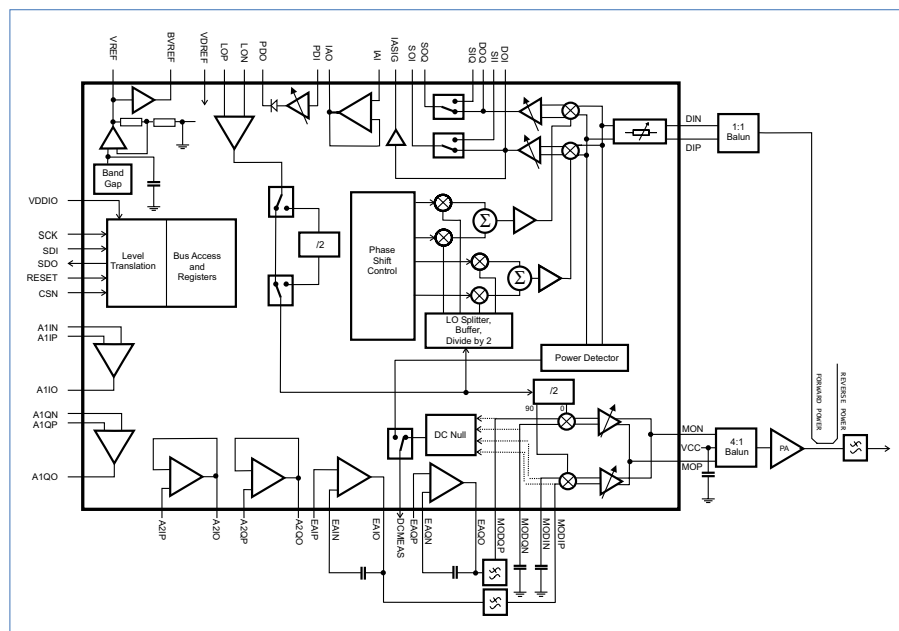 VREF
BVREF
VDREF
LOP
LON
PDO
PDI
IAO
IAI
IASIG
SOI
SOQ
SIQ
DOQ
SII
DOI
DIN
DIP
1:1
Balun
Band
Gap
VDDIO
SCK
SDI
SDO
RESET
CSN
Level
Translation
Bus Access
and
Registers
/2
Phase
Shift
Control
Σ
Σ
LO Splitter,
Buffer,
Divide by 2
Power Detector
A1IN
A1IP
A1IO
A1QN
A1QP
A1QO
/2
90
0
DC Null
MON
VCC
MOP
4:1
Balun
PA
FORWARD POWER
REVERSE POWER
A2IP
A2IO
A2QP
A2QO
EAIP
EAIN
EAIO
DCMEAS
EAQP
EAQN
EAQO
MODQP
MODQN
MODIN
MODIP